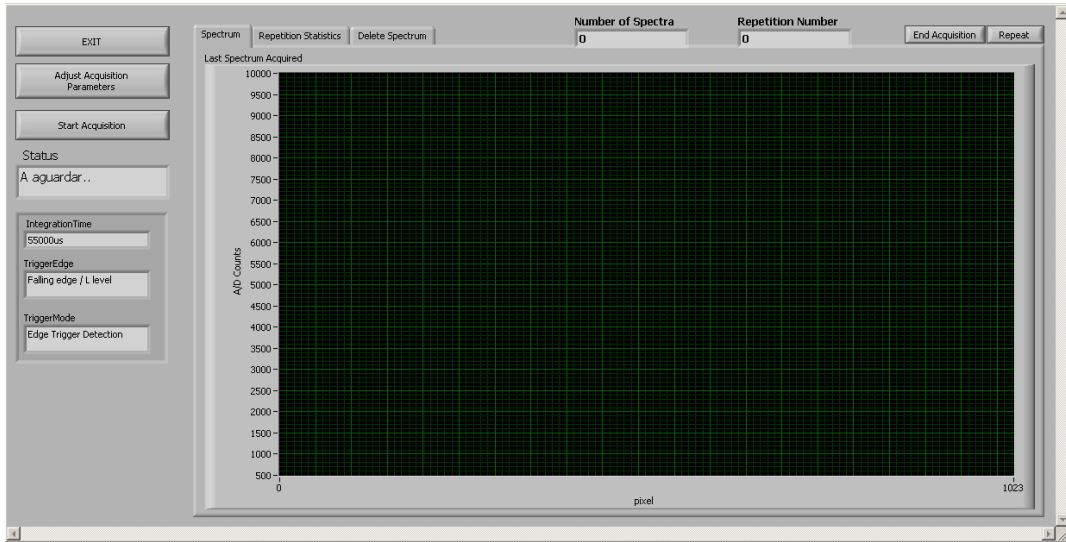 EXIT
Adjust Acquisition
Parameters
Start Acquisition
Status
A aguardar..
IntegrationTime
55000us
TriggerEdge
Falling edge / L level
TriggerMode
Edge Trigger Detection
Spectrum
Repetition Statistics
Delete Spectrum
Number of Spectra
0
Repetition Number
0
End Acquisition
Repeat
Last Spectrum Acquired
10000
9500
9000
8500
8000
7500
7000
6500
6000
5500
5000
4500
4000
3500
3000
2500
2000
1500
1000
500
A/D Counts
0
1023
pixel